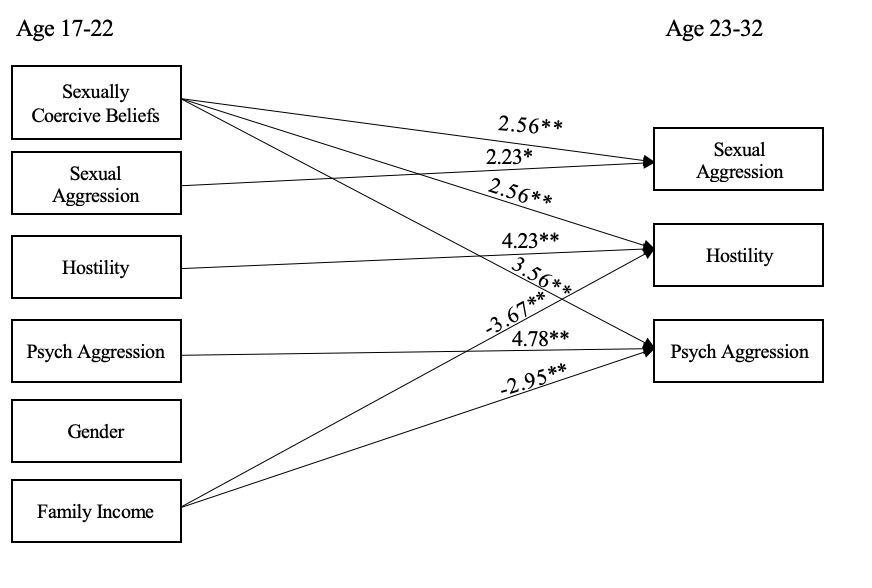 Age 17-22
Age 23-32
Sexually
Coercive Beliefs
2.56**
Sexual
Aggression
2.23*
Sexual
Aggression
2.56**
Hostility
4.23**
Hostility
3.56**
-3.67**
Psych Aggression
4.78**
Psych Aggression
-2.95**
Gender
Family Income